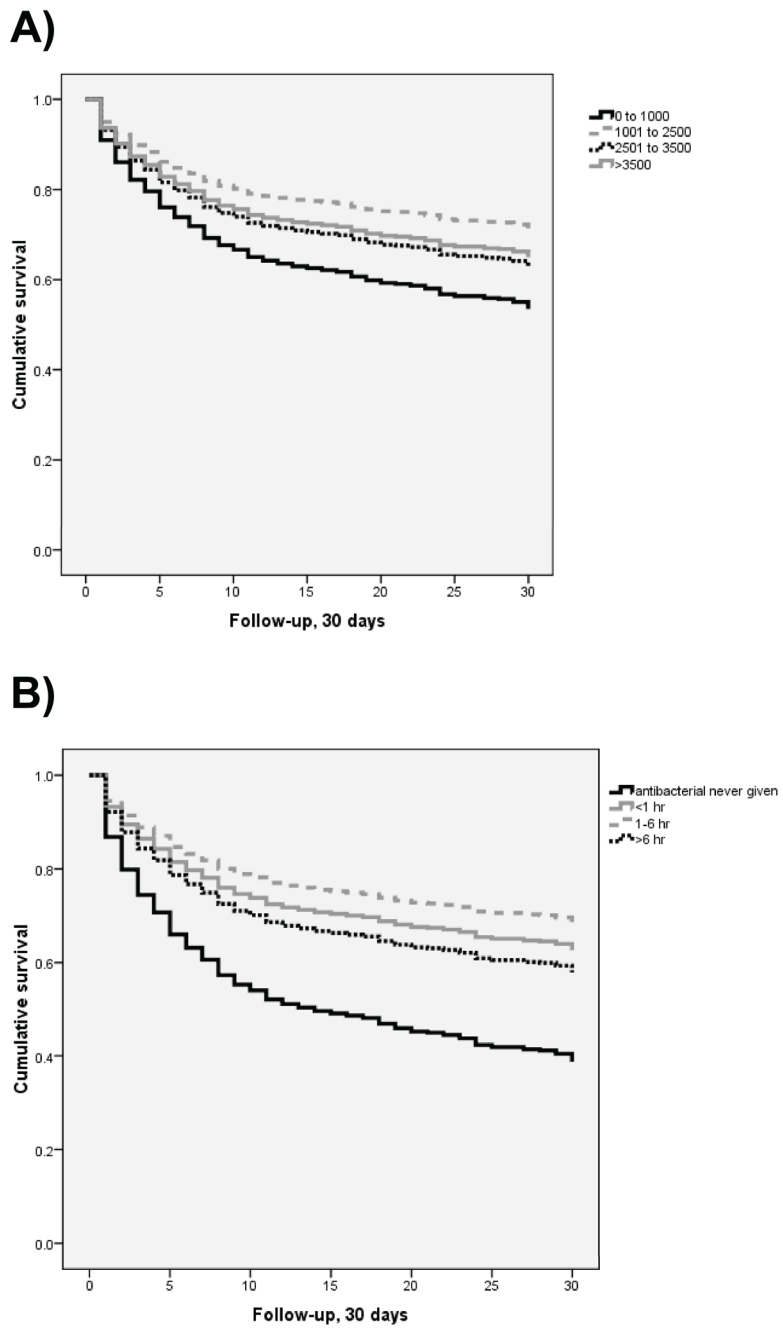 A)
1.0
0.8
0.6
0.4
0.2
0.0
0 5 10 15 20 25 30
Cumulative survival
Follow-up, 30 days
0 to 1000
1001 to 2500
2501 to 3500
>3500
B)
1.0
0.8
0.6
0.4
0.2
0.0
0 5 10 15 20 25 30
Cumulative survival
Follow-up, 30 days
antibacterial never given
<1 hr
1-6 hr
>6 hr